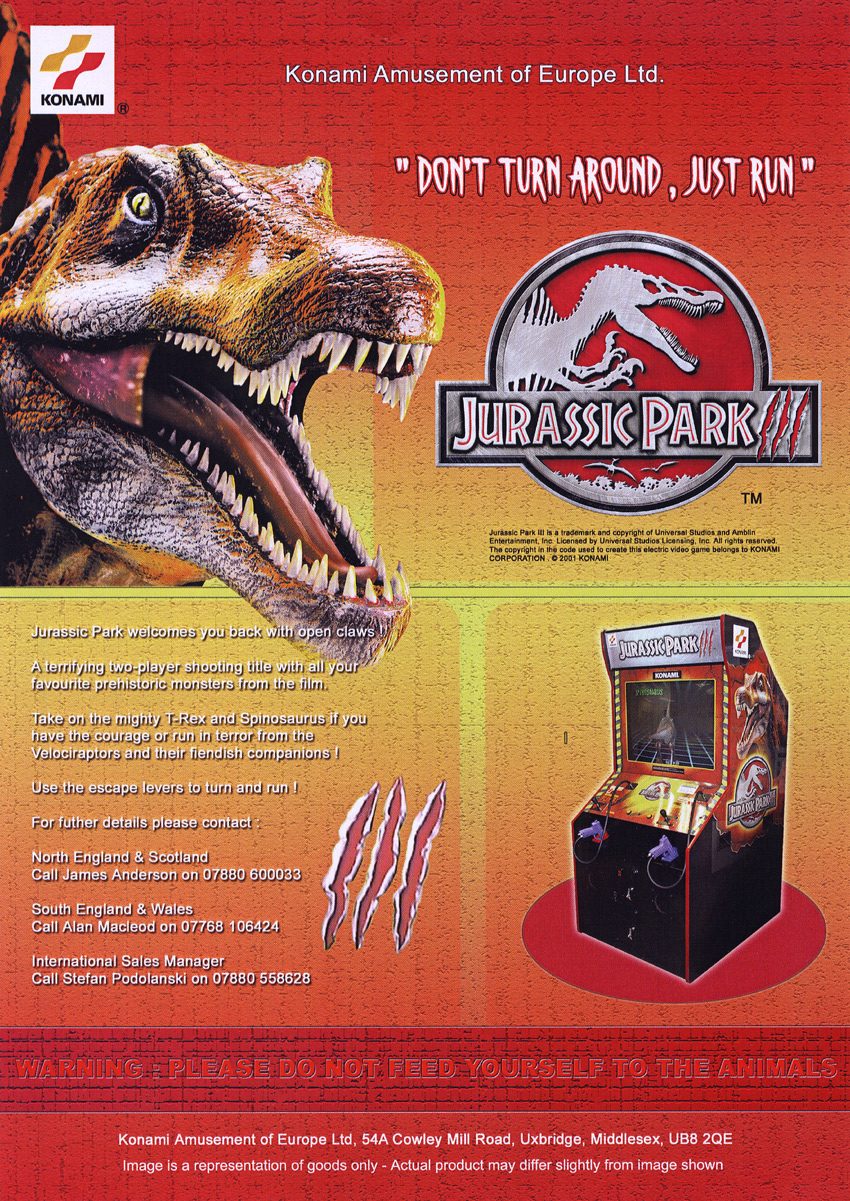 KONAMI ®
Konami Amusement of Europe Ltd.
" DON'T TURN AROUND , JUST RUN "
JURASSIC PARK III
TM
Jurassic Park III is a trademark and copyright of Universal Studios and Amblin
Entertainment, Inc. Licensed by Universal Studios Licensing, Inc. All rights reserved.
The copyright in the code used to create this electric video game belongs to KONAMI
CORPORATION . © 2001 KONAMI
Jurassic Park welcomes you back with open claws !
A terrifying two-player shooting title with all your
favourite prehistoric monsters from the film.
Take on the mighty T-Rex and Spinosaurus if you
have the courage or run in terror from the
Velociraptors and their fiendish companions !
Use the escape levers to turn and run !
For futher details please contact :
North England & Scotland
Call James Anderson on 07880 600033
South England & Wales
Call Alan Macleod on 07768 106424
International Sales Manager
Call Stefan Podolanski on 07880 558628
JURASSIC PARK III
KONAMI
KONAMI
JURASSIC PARK III
WARNING - PLEASE DO NOT FEED YOURSELF TO THE ANIMALS
Konami Amusement of Europe Ltd, 54A Cowley Mill Road, Uxbridge, Middlesex, UB8 2QE
Image is a representation of goods only - Actual product may differ slightly from image shown